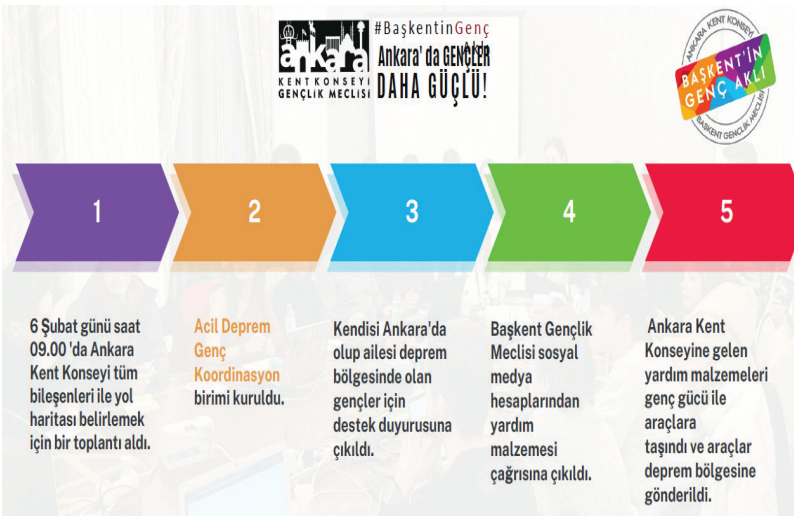 ankara
KENT KONSEYİ
GENÇLİK MECLİSİ
#BaşkentinGenç
Ankara' da GENÇLER
DAHA GÜÇLÜ!
ANKARA KENT KONSEYİ
BAŞKENT'İN
GENÇ AKLI
BAŞKENT GENÇLİK MECLİSİ
1
2
3
4
5
6 Şubat günü saat
09.00 'da Ankara
Kent Konseyi tüm
bileşenleri ile yol
haritası belirlemek
için bir toplantı aldı.
Acil Deprem
Genç
Koordinasyon
birimi kuruldu.
Kendisi Ankara'da
olup ailesi deprem
bölgesinde olan
gençler için
destek duyurusuna
çıkıldı.
Başkent Gençlik
Meclisi sosyal
medya
hesaplarından
yardım
malzemesi
çağrısına çıkıldı.
Ankara Kent
Konseyine gelen
yardım malzemeleri
genç gücü ile
araçlara
taşındı ve araçlar
deprem bölgesine
gönderildi.